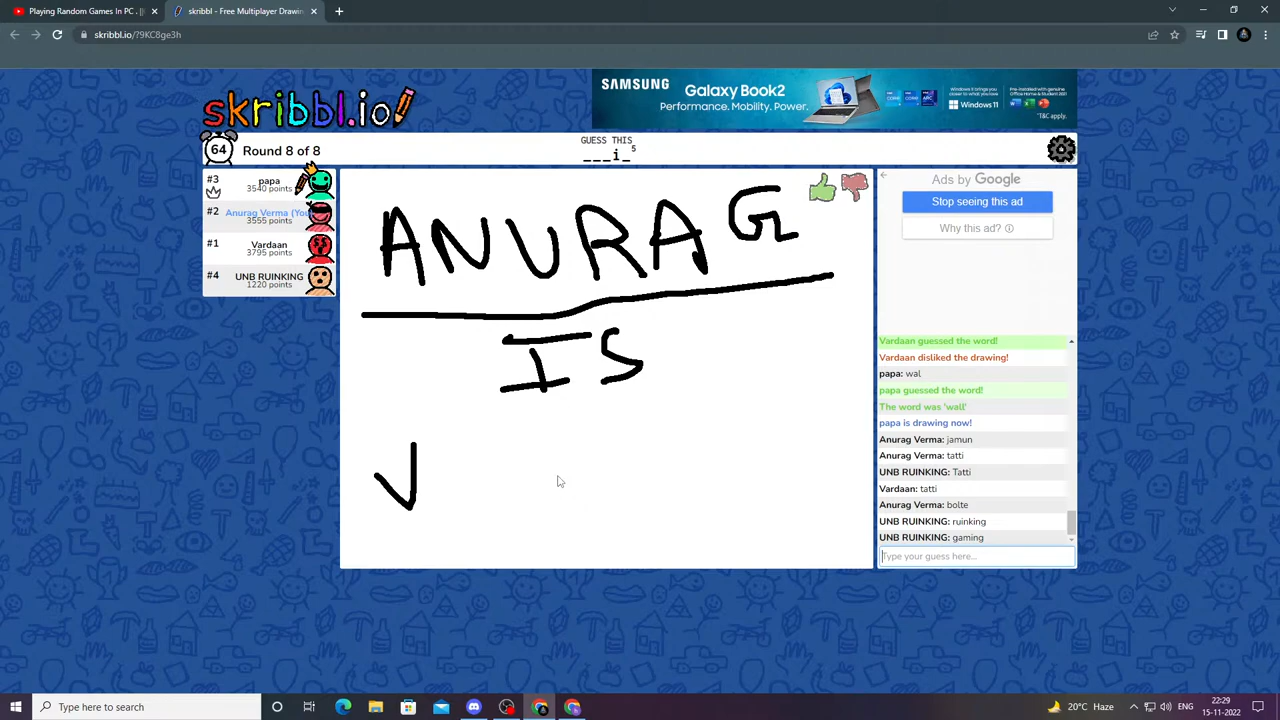 Playing Random Games In PC . [
skribbl - Free Multiplayer Drawin
skribbl.io/?9KC8ge3h
skribbl.io
SAMSUNG
Galaxy Book2
Performance. Mobility. Power.
Windows 11
*T&C apply.
64
Round 8 of 8
GUESS THIS
___i_ 5
#3 papa
3540 points
#2 Anurag Verma (You
3555 points
#1 Vardaan
3795 points
#4 UNB RUINKING
1220 points
ANURAG
IS
V
Ads by Google
Stop seeing this ad
Why this ad?
Vardaan guessed the word!
Vardaan disliked the drawing!
papa: wal
papa guessed the word!
The word was 'wall'
papa is drawing now!
Anurag Verma: jamun
Anurag Verma: tatti
UNB RUINKING: Tatti
Vardaan: tatti
Anurag Verma: bolte
UNB RUINKING: ruinking
UNB RUINKING: gaming
Type your guess here...
Type here to search
20°C Haze
ENG
22:29
15-11-2022